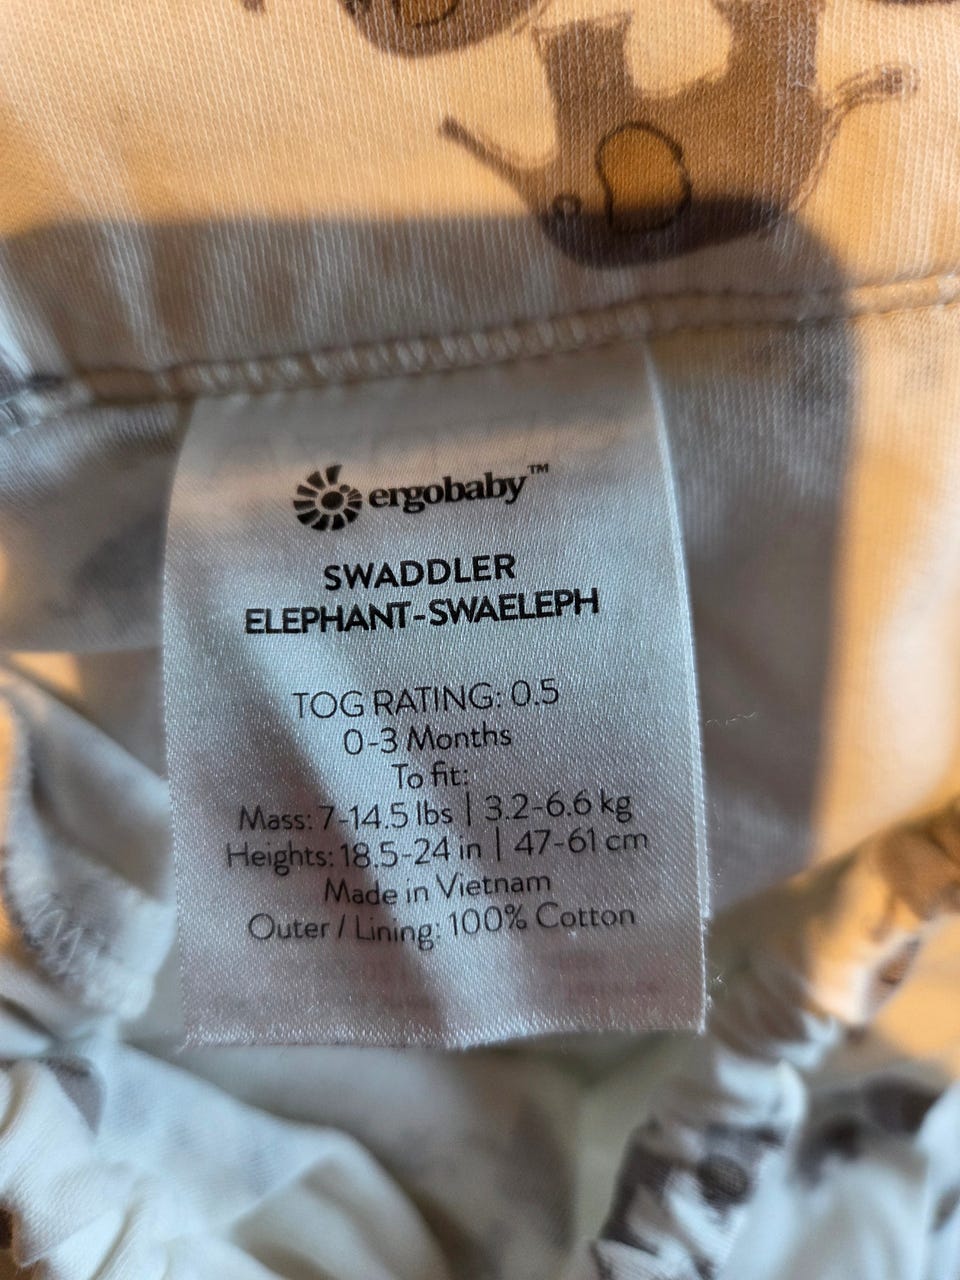 ergobaby™
SWADDLER
ELEPHANT-SWAELEPH
TOG RATING: 0.5
0-3 Months
To fit:
Mass: 7-14.5 lbs | 3.2-6.6 kg
Heights: 18.5-24 in | 47-61 cm
Made in Vietnam
Outer / Lining: 100% Cotton